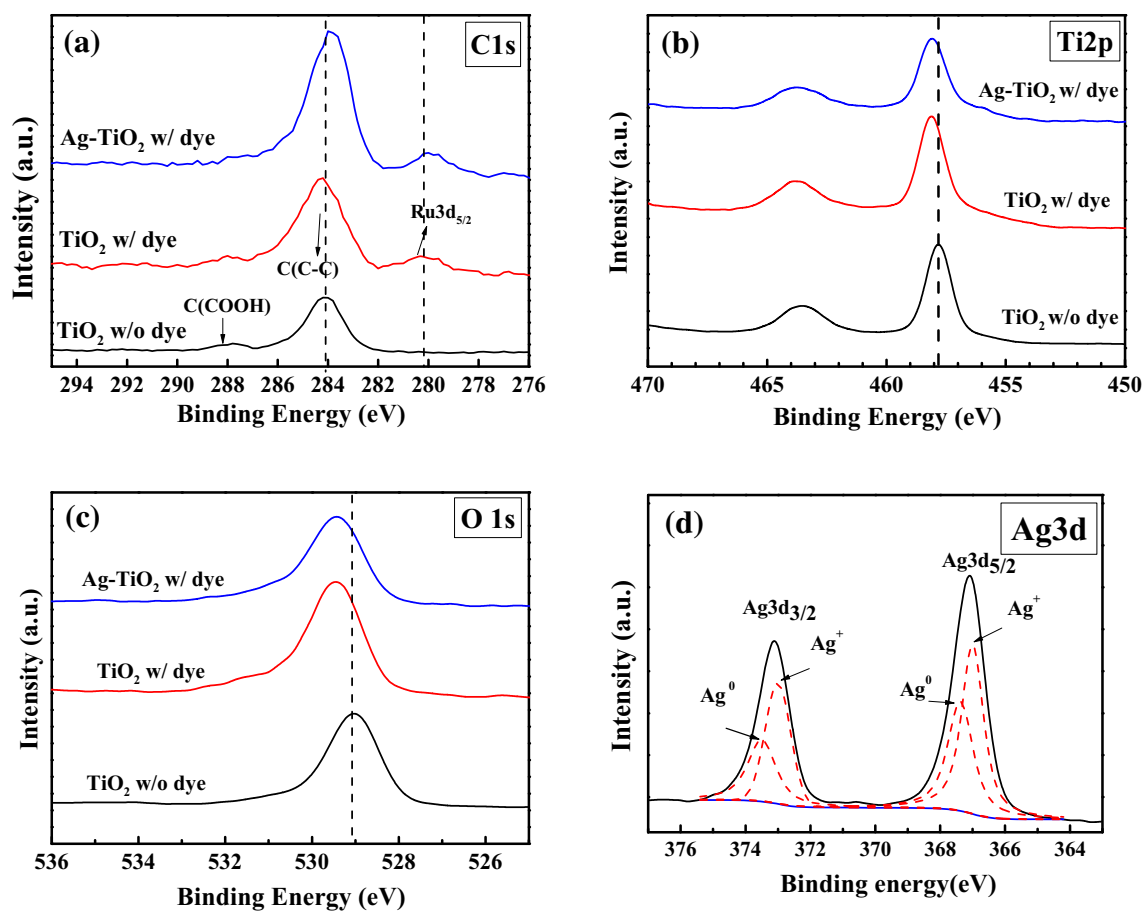 (a)
C1s
Ag-TiO₂ w/ dye
Ru3d₅/₂
TiO₂ w/ dye
C(C-C)
C(COOH)
TiO₂ w/o dye
294 292 290 288 286 284 282 280 278 276
Binding Energy (eV)
Intensity (a.u.)
(b)
Ti2p
Ag-TiO₂ w/ dye
TiO₂ w/ dye
TiO₂ w/o dye
470 465 460 455 450
Binding Energy (eV)
Intensity (a.u.)
(c)
O 1s
Ag-TiO₂ w/ dye
TiO₂ w/ dye
TiO₂ w/o dye
536 534 532 530 528 526
Binding Energy (eV)
Intensity (a.u.)
(d)
Ag3d
Ag3d₅/₂
Ag3d₃/₂
Ag⁺
Ag⁺
Ag⁰
Ag⁰
376 374 372 370 368 366 364
Binding energy(eV)
Intensity (a.u.)